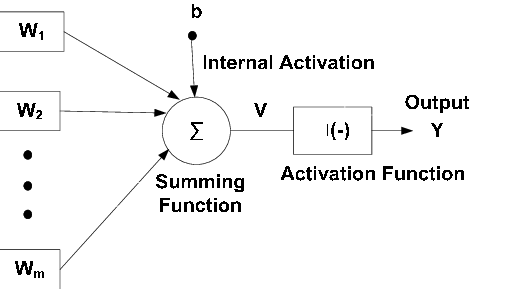 b
W1
Internal Activation
W2
Σ
V
I(-)
Output
Y
Summing
Function
Activation Function
Wm